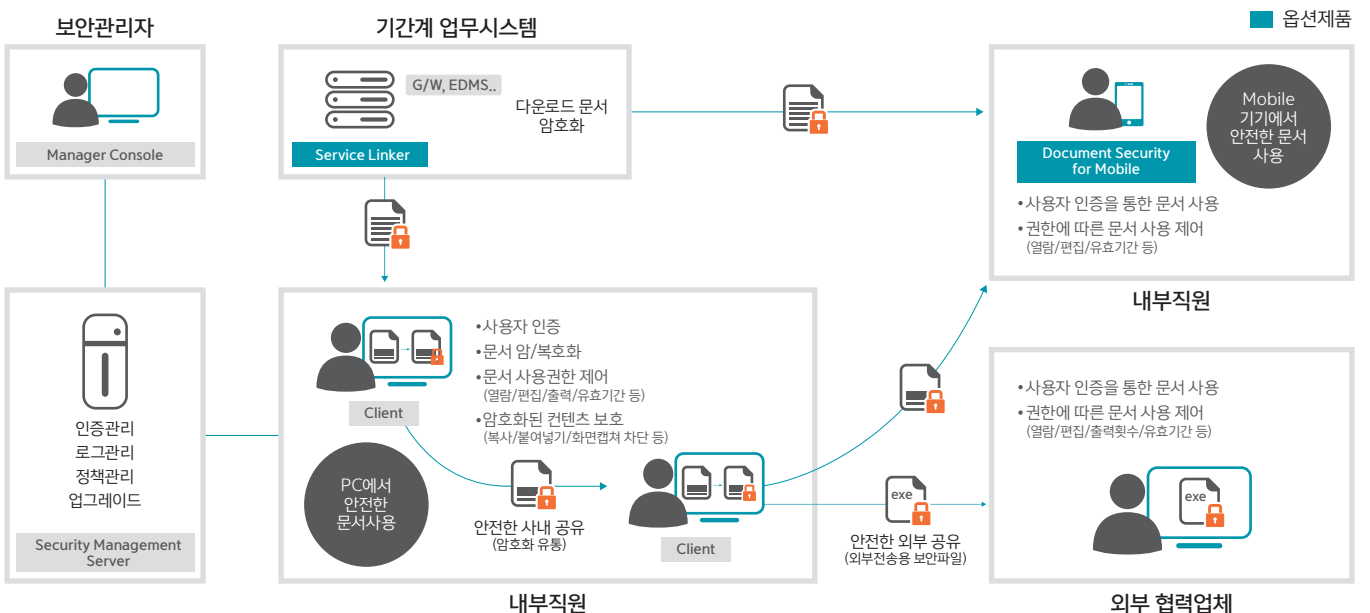 옵션제품
보안관리자
Manager Console
기간계 업무시스템
G/W, EDMS..
Service Linker
다운로드 문서
암호화
Mobile
기기에서
안전한 문서
사용
Document Security
for Mobile
•사용자 인증을 통한 문서 사용
•권한에 따른 문서 사용 제어
(열람/편집/유효기간 등)
내부직원
인증관리
로그관리
정책관리
업그레이드
Security Management
Server
Client
•사용자 인증
•문서 암/복호화
•문서 사용권한 제어
(열람/편집/출력/유효기간 등)
•암호화된 컨텐츠 보호
(복사/붙여넣기/화면캡쳐 차단 등)
PC에서
안전한
문서사용
안전한 사내 공유
(암호화 유통)
Client
내부직원
exe
안전한 외부 공유
(외부전송용 보안파일)
•사용자 인증을 통한 문서 사용
•권한에 따른 문서 사용 제어
(열람/편집/출력횟수/유효기간 등)
exe
외부 협력업체